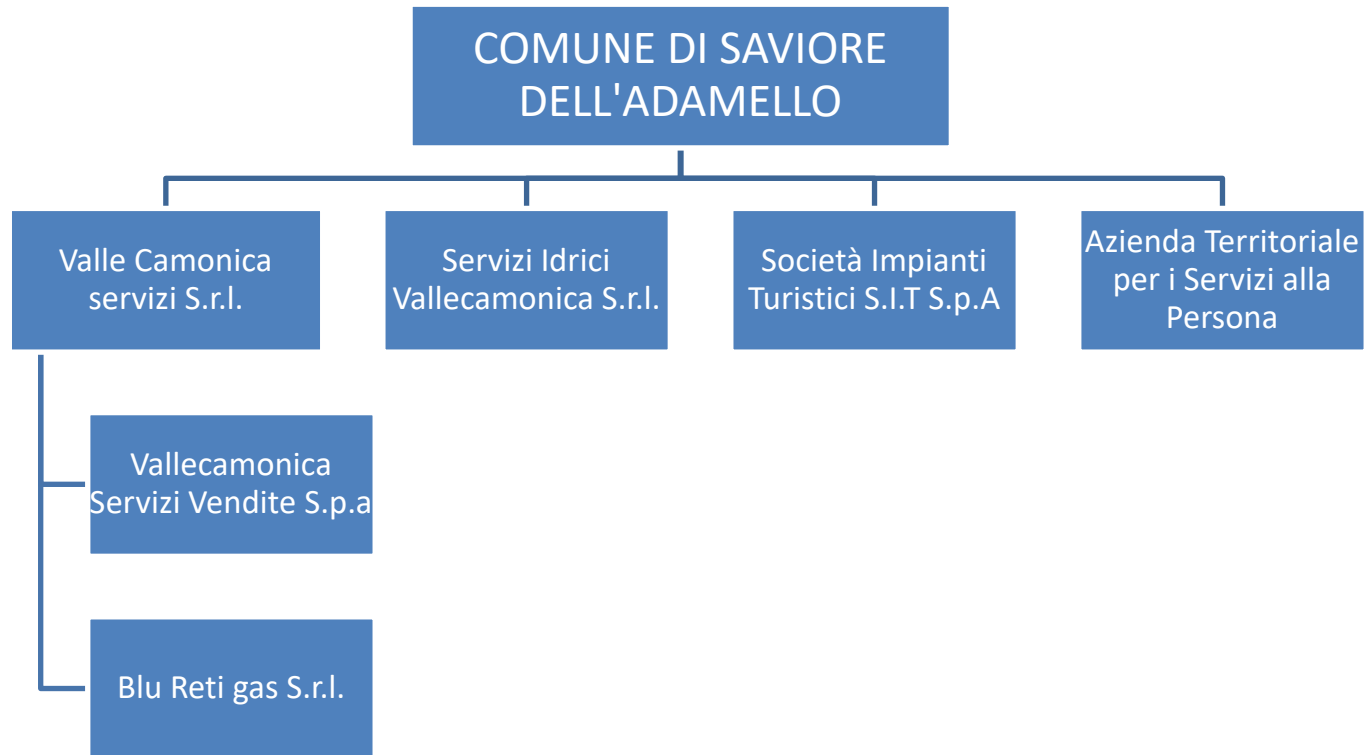 COMUNE DI SAVIORE
DELL'ADAMELLO
Valle Camonica
servizi S.r.l.
Servizi Idrici
Vallecamonica S.r.l.
Società Impianti
Turistici S.I.T S.p.A
Azienda Territoriale
per i Servizi alla
Persona
Vallecamonica
Servizi Vendite S.p.a
Blu Reti gas S.r.l.